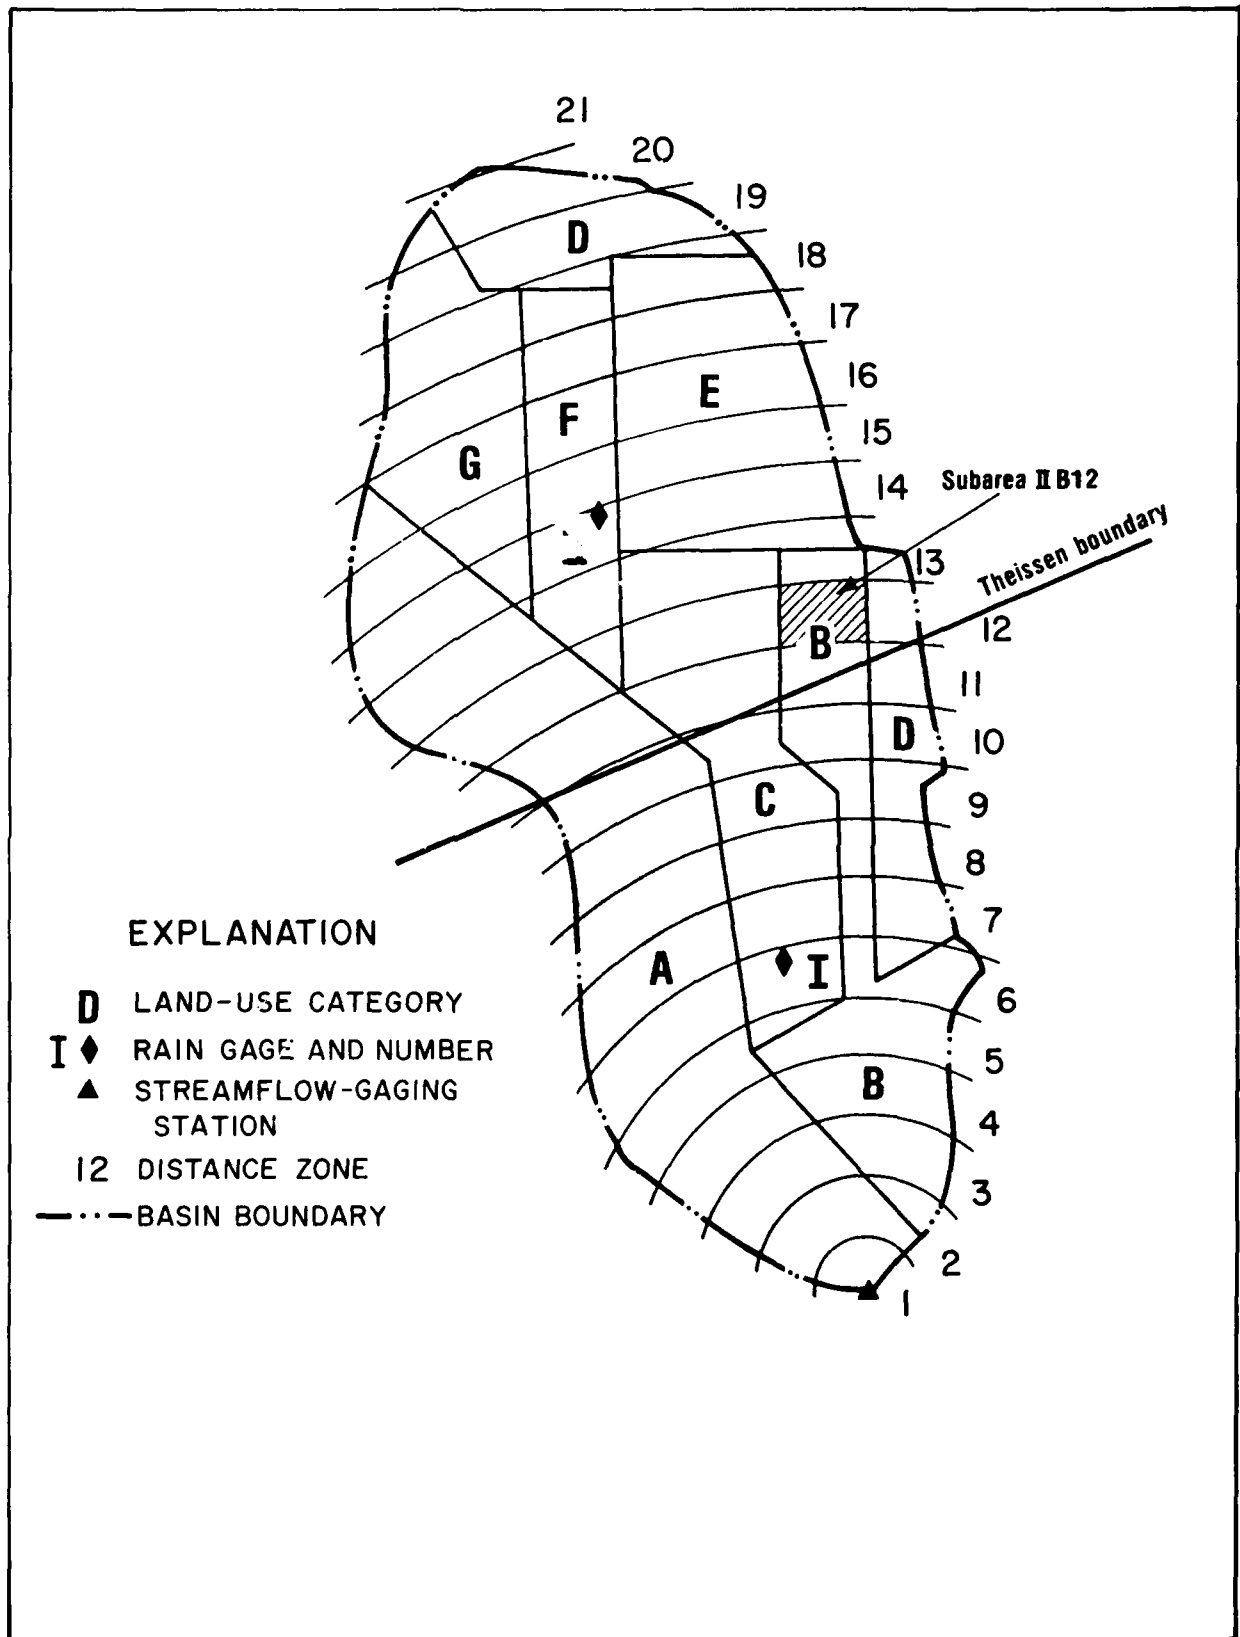 21
20
19
D
18
17
16
E
F
15
G
14
Subarea II B12
13
Theissen boundary
12
B
11
D
10
C
9
8
7
EXPLANATION
A
I
D LAND-USE CATEGORY
6
I RAIN GAGE AND NUMBER
5
STREAMFLOW-GAGING
B
STATION
4
12 DISTANCE ZONE
3
BASIN BOUNDARY
2
1